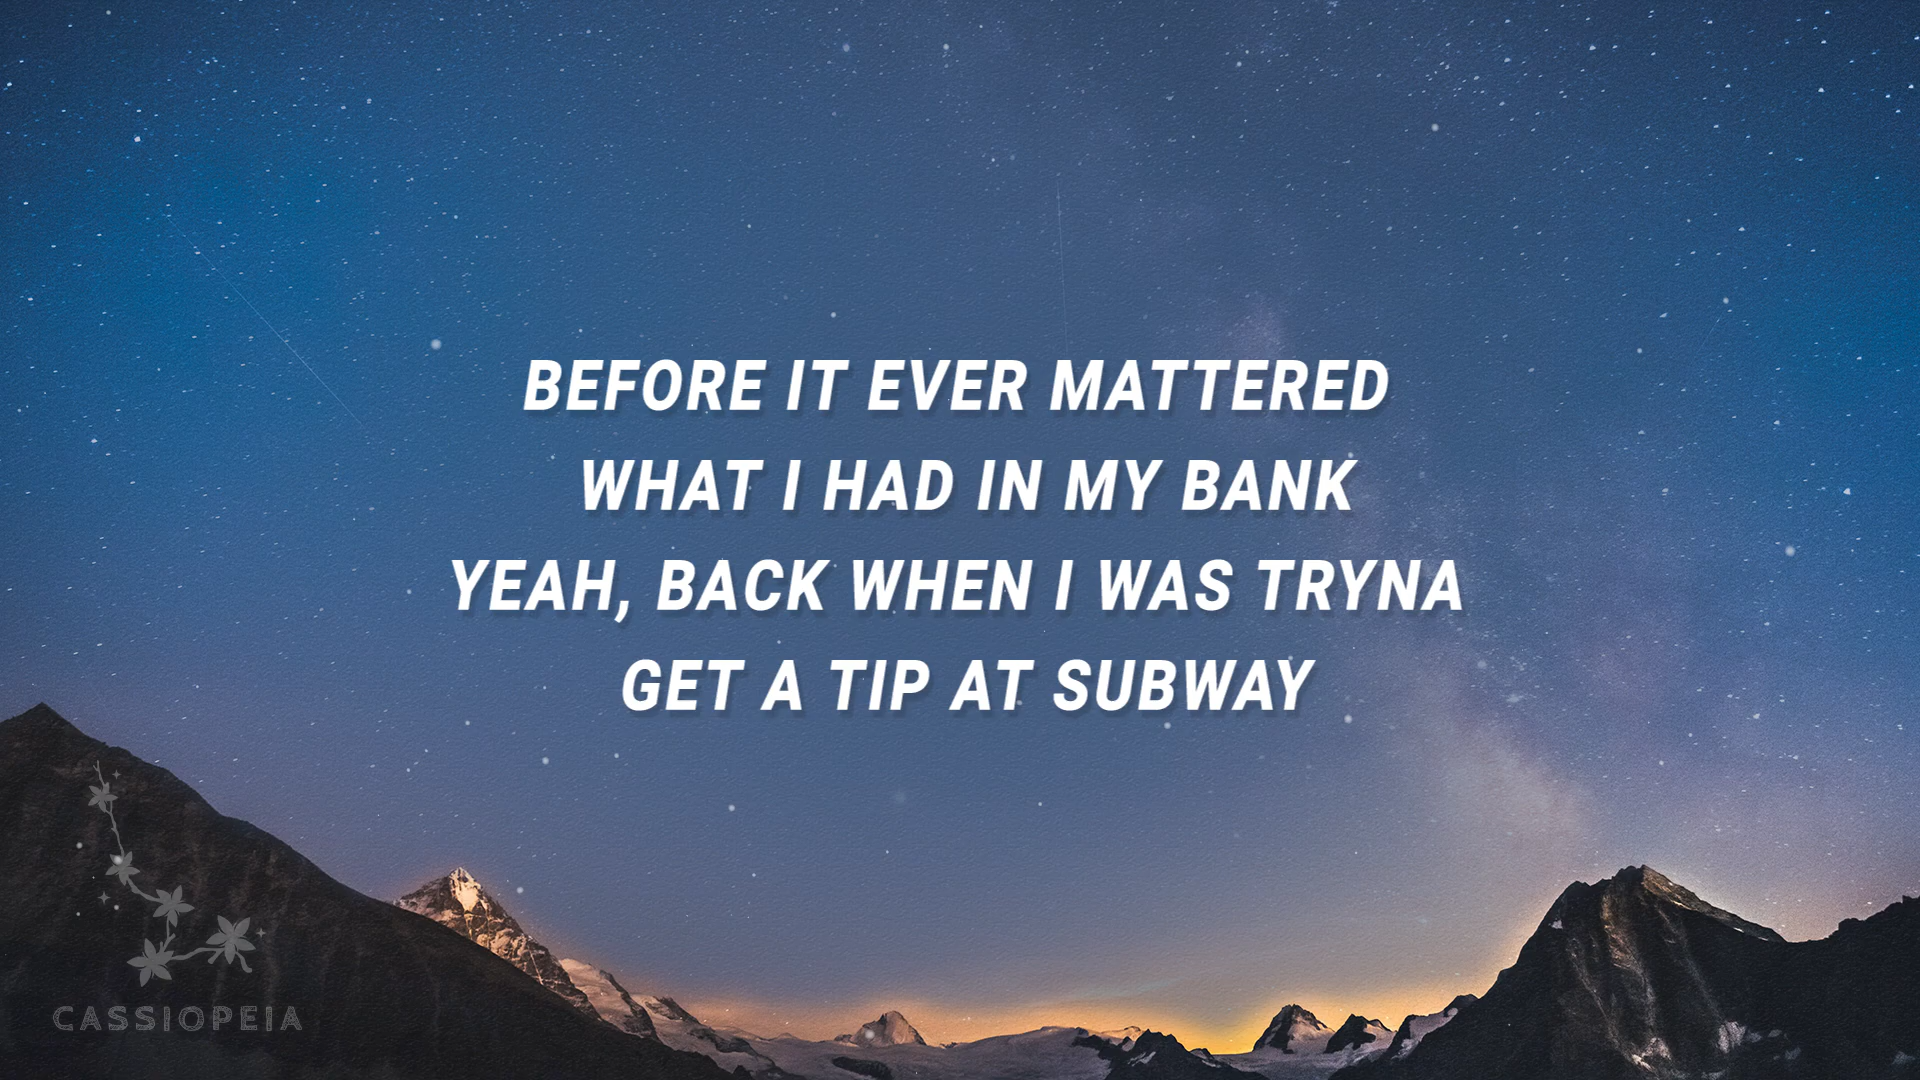 BEFORE IT EVER MATTERED
WHAT I HAD IN MY BANK
YEAH, BACK WHEN I WAS TRYNA
GET A TIP AT SUBWAY
CASSIOPEIA